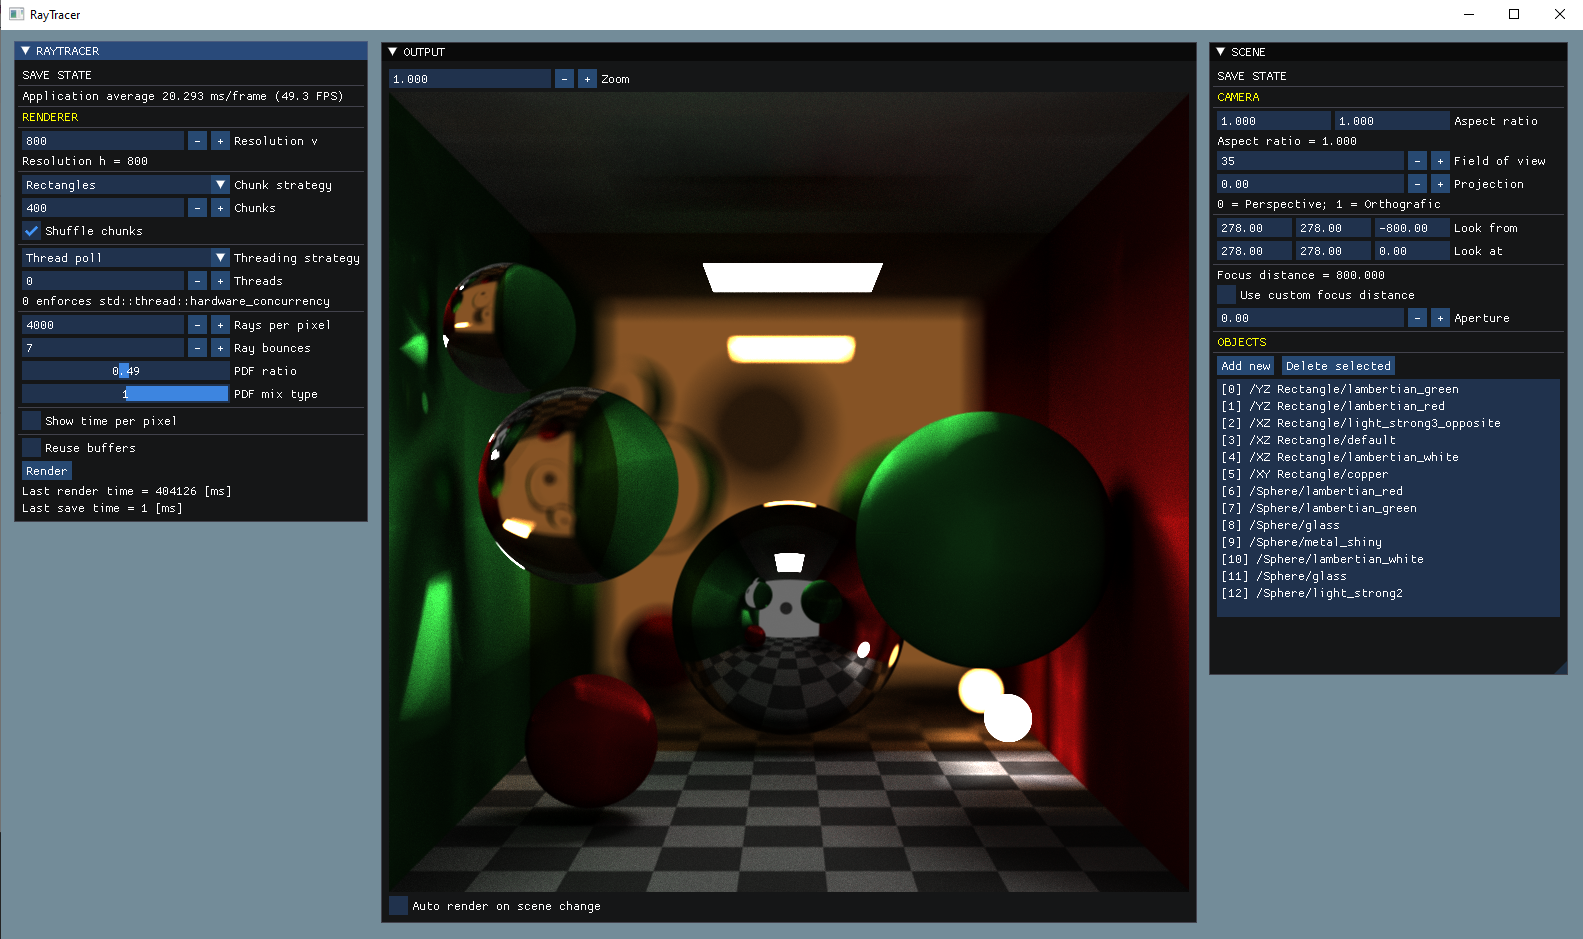 RayTracer
RAYTRACER
SAVE STATE
Application average 20.293 ms/frame (49.3 FPS)
RENDERER
800 - + Resolution v
Resolution h = 800
Rectangles Chunk strategy
400 - + Chunks
Shuffle chunks
Thread poll Threading strategy
0 - + Threads
0 enforces std::thread::hardware_concurrency
4000 - + Rays per pixel
7 - + Ray bounces
0.49 PDF ratio
1 PDF mix type
Show time per pixel
Reuse buffers
Render
Last render time = 404126 [ms]
Last save time = 1 [ms]
OUTPUT
1.000 - + Zoom
Auto render on scene change
SCENE
SAVE STATE
CAMERA
1.000 1.000 Aspect ratio
Aspect ratio = 1.000
35 - + Field of view
0.00 - + Projection
0 = Perspective; 1 = Orthografic
278.00 278.00 -800.00 Look from
278.00 278.00 0.00 Look at
Focus distance = 800.000
Use custom focus distance
0.00 - + Aperture
OBJECTS
Add new Delete selected
[0] /YZ Rectangle/lambertian_green
[1] /YZ Rectangle/lambertian_red
[2] /XZ Rectangle/light_strong3_opposite
[3] /XZ Rectangle/default
[4] /XZ Rectangle/lambertian_white
[5] /XY Rectangle/copper
[6] /Sphere/lambertian_red
[7] /Sphere/lambertian_green
[8] /Sphere/glass
[9] /Sphere/metal_shiny
[10] /Sphere/lambertian_white
[11] /Sphere/glass
[12] /Sphere/light_strong2